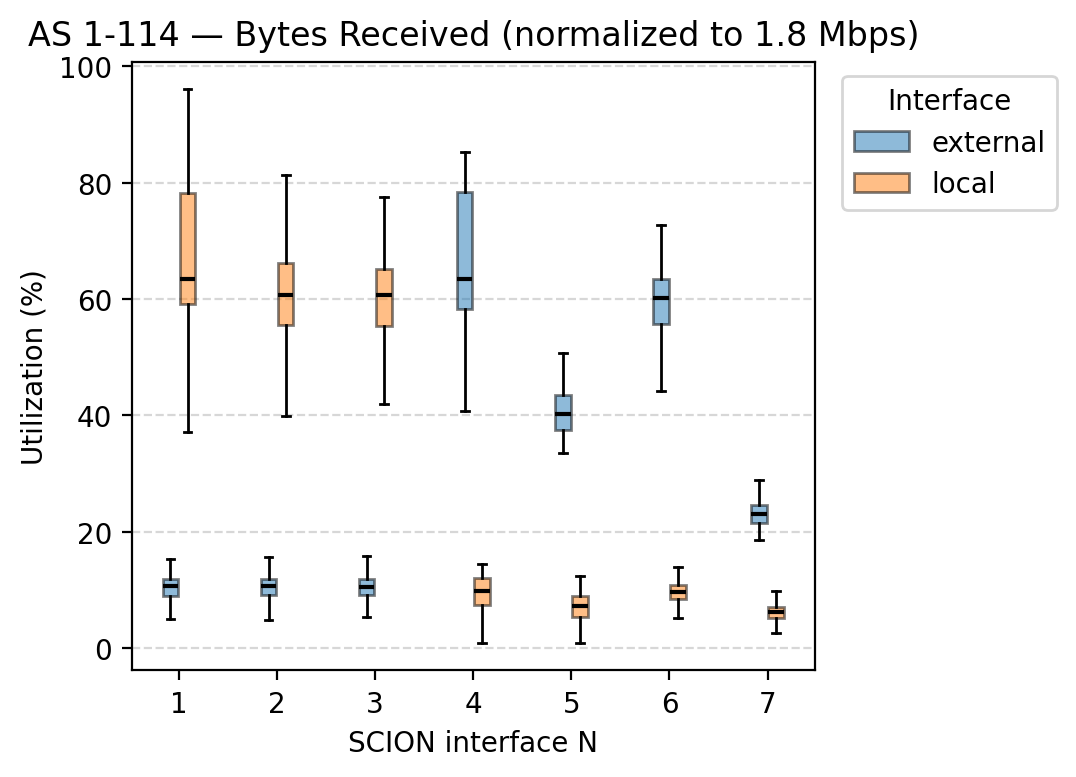 AS 1-114 — Bytes Received (normalized to 1.8 Mbps)
Interface
external
local
Utilization (%)
100
80
60
40
20
0
1 2 3 4 5 6 7
SCION interface N